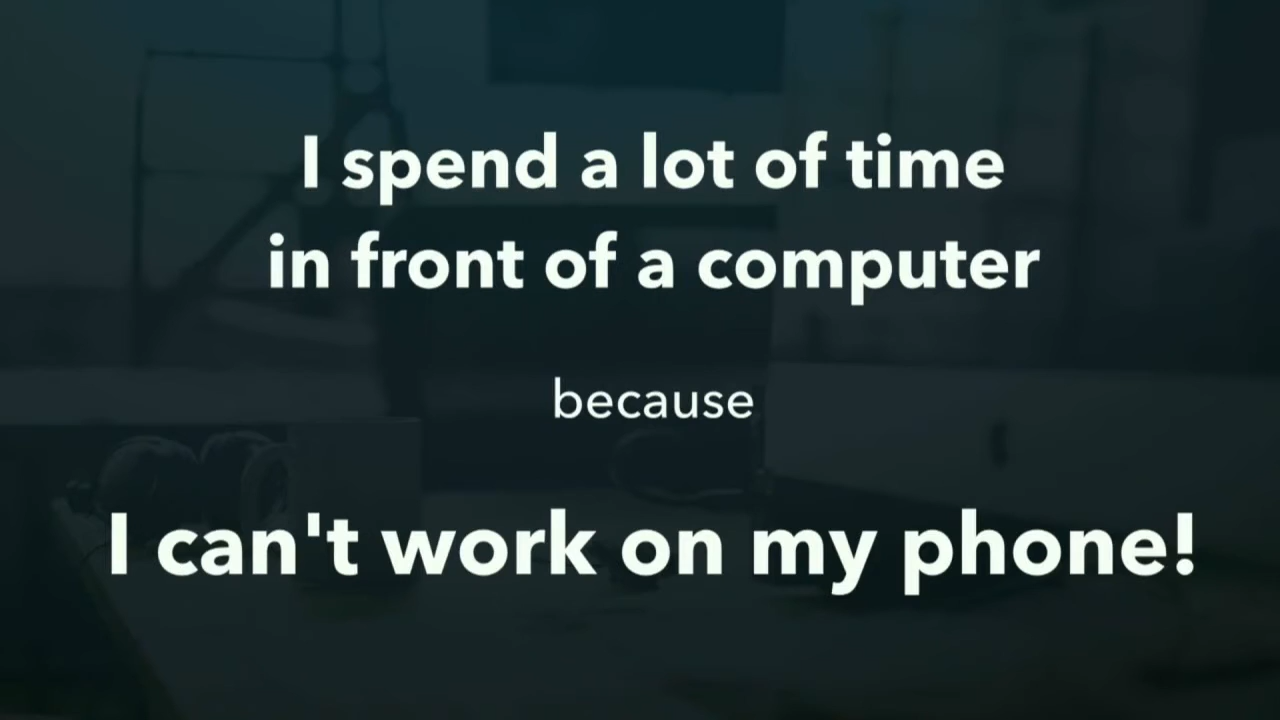 I spend a lot of time
in front of a computer
because
I can't work on my phone!